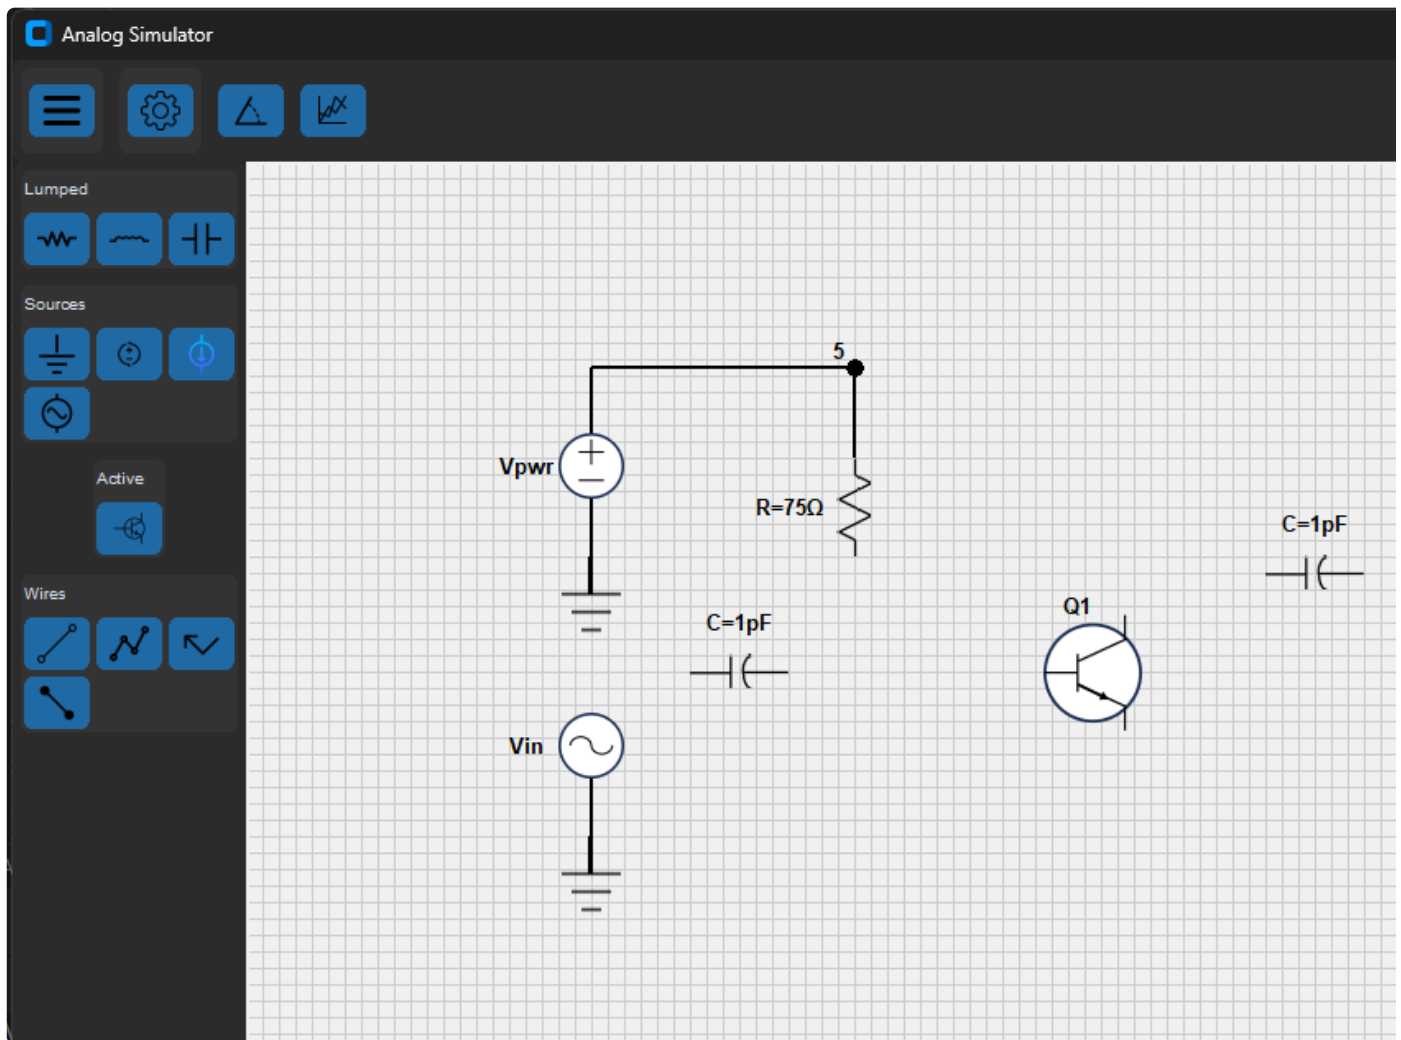 Analog Simulator
Lumped
Sources
Active
Wires
5
Vpwr
R=75Ω
C=1pF
C=1pF
Q1
Vin